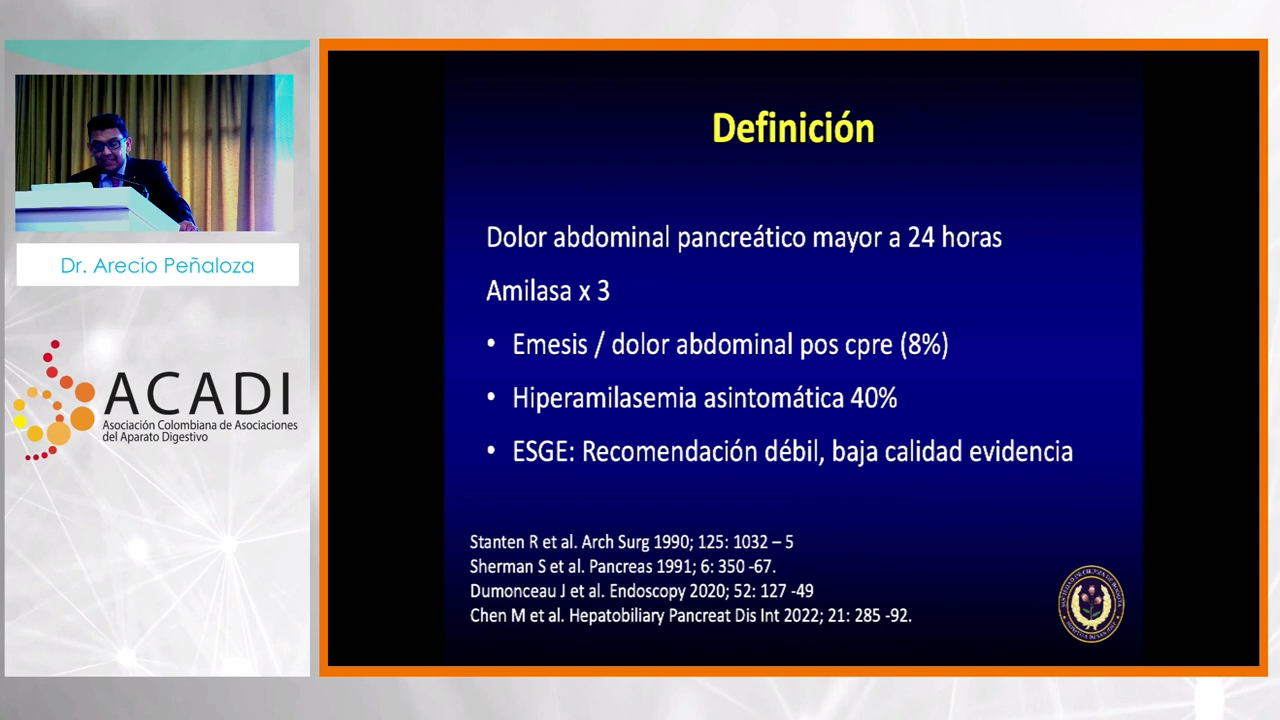 Dr. Arecio Peñaloza
ACADI
Asociación Colombiana de Asociaciones
del Aparato Digestivo
Definición
Dolor abdominal pancreático mayor a 24 horas
Amilasa x 3
• Emesis / dolor abdominal pos cpre (8%)
• Hiperamilasemia asintomática 40%
• ESGE: Recomendación débil, baja calidad evidencia
Stanten R et al. Arch Surg 1990; 125: 1032 – 5
Sherman S et al. Pancreas 1991; 6: 350 -67.
Dumonceau J et al. Endoscopy 2020; 52: 127 -49
Chen M et al. Hepatobiliary Pancreat Dis Int 2022; 21: 285 -92.